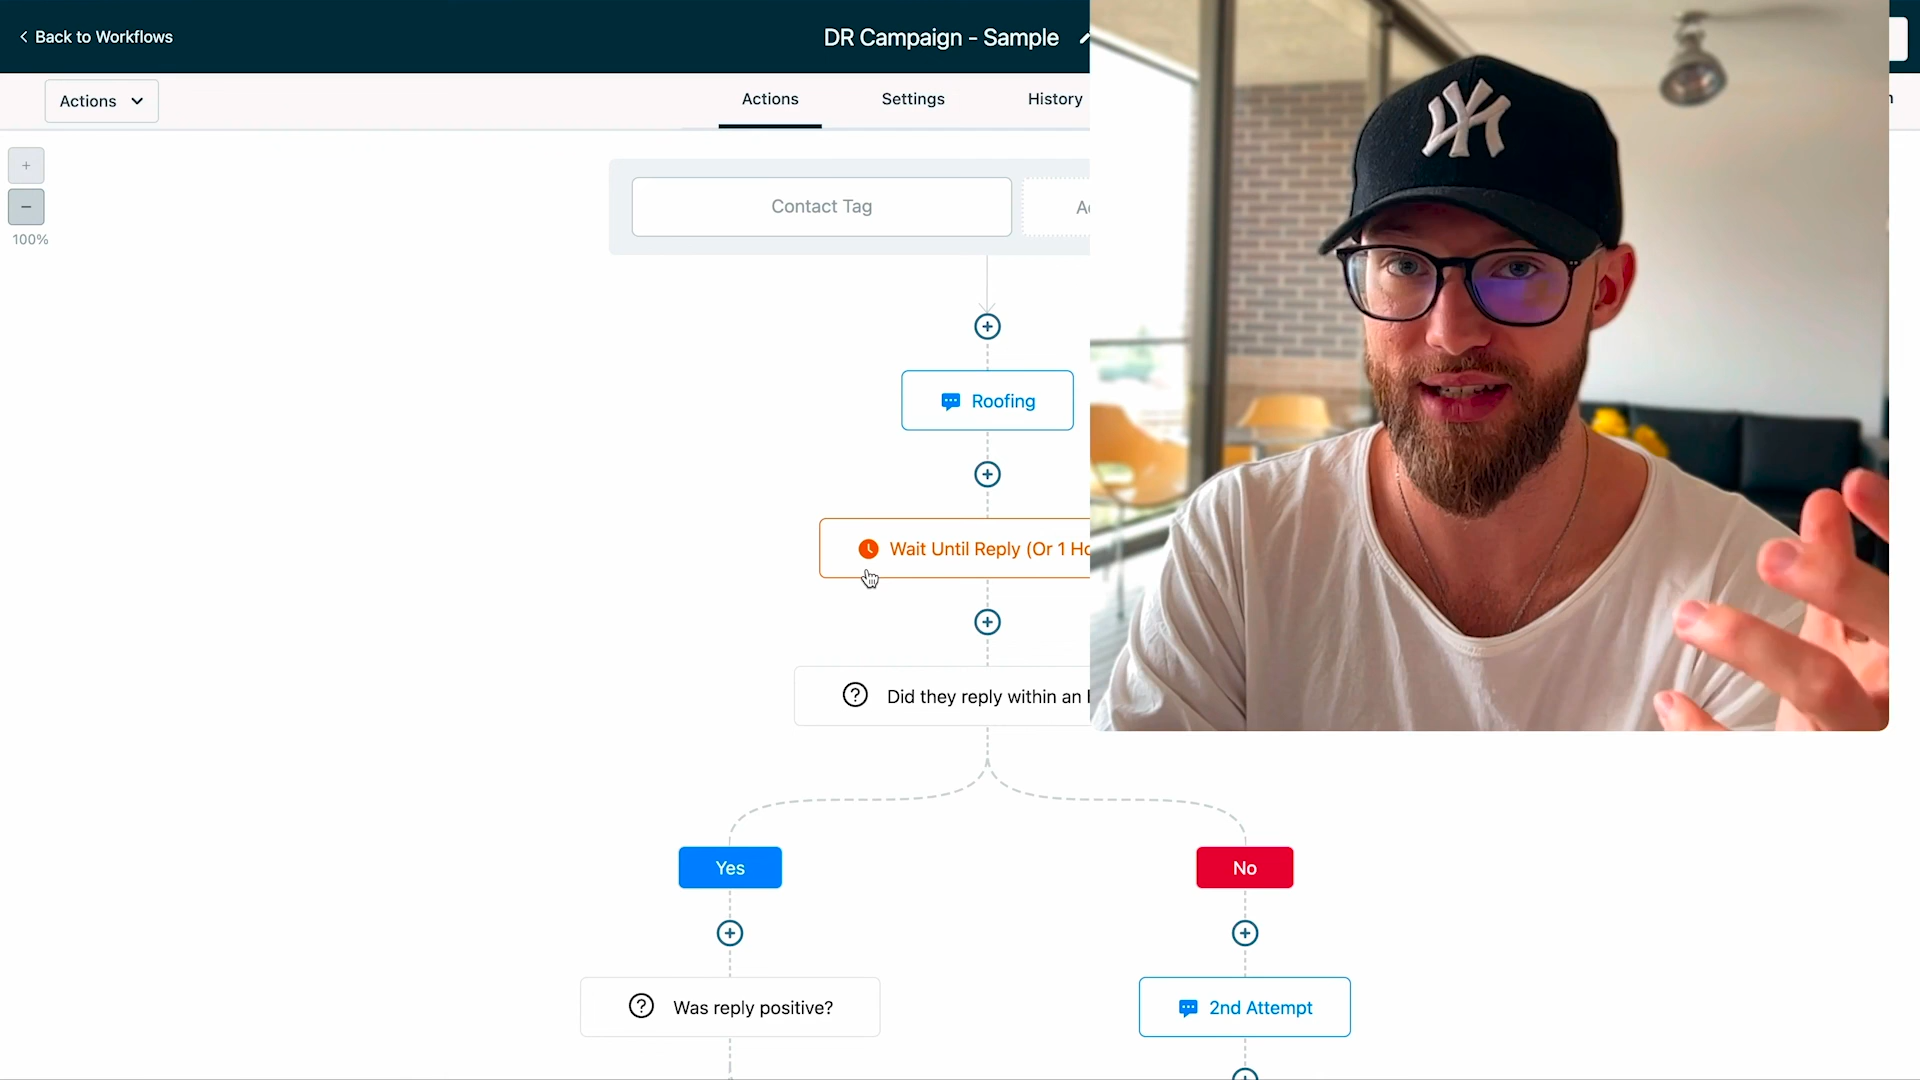 Back to Workflows
DR Campaign - Sample
Actions
Actions
Settings
History
100%
Contact Tag
Roofing
Wait Until Reply (Or 1
Did they reply within an
Yes
No
Was reply positive?
2nd Attempt
NY